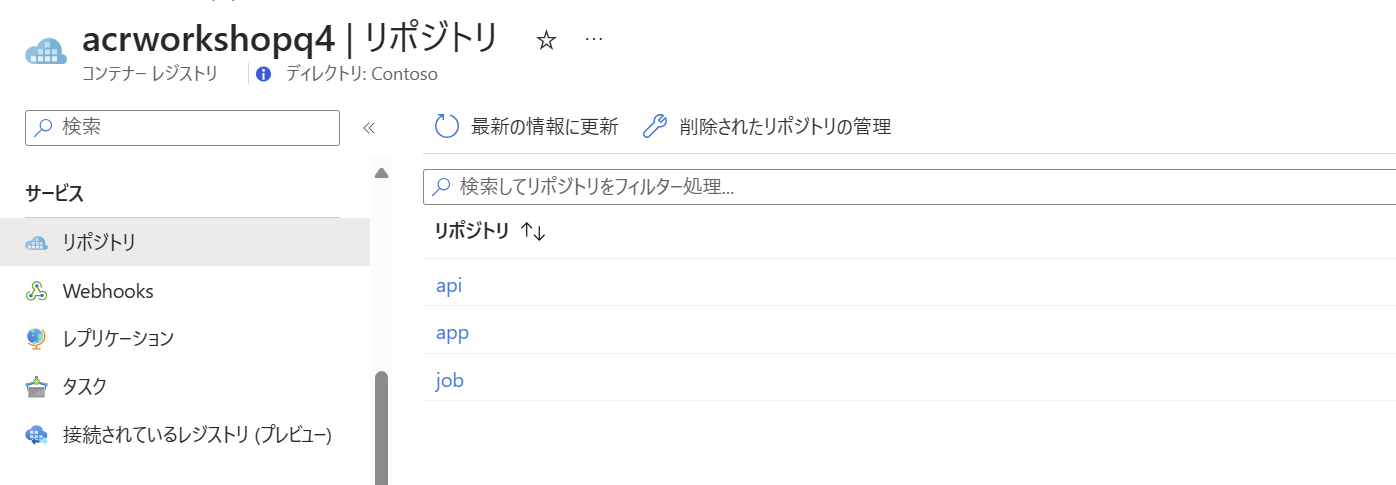 acrworkshopq4 | リポジトリ ☆ …
コンテナー レジストリ ディレクトリ: Contoso
検索
«
最新の情報に更新 削除されたリポジトリの管理
サービス
検索してリポジトリをフィルター処理...
リポジトリ
リポジトリ ↑↓
Webhooks
api
レプリケーション
app
タスク
job
接続されているレジストリ (プレビュー)